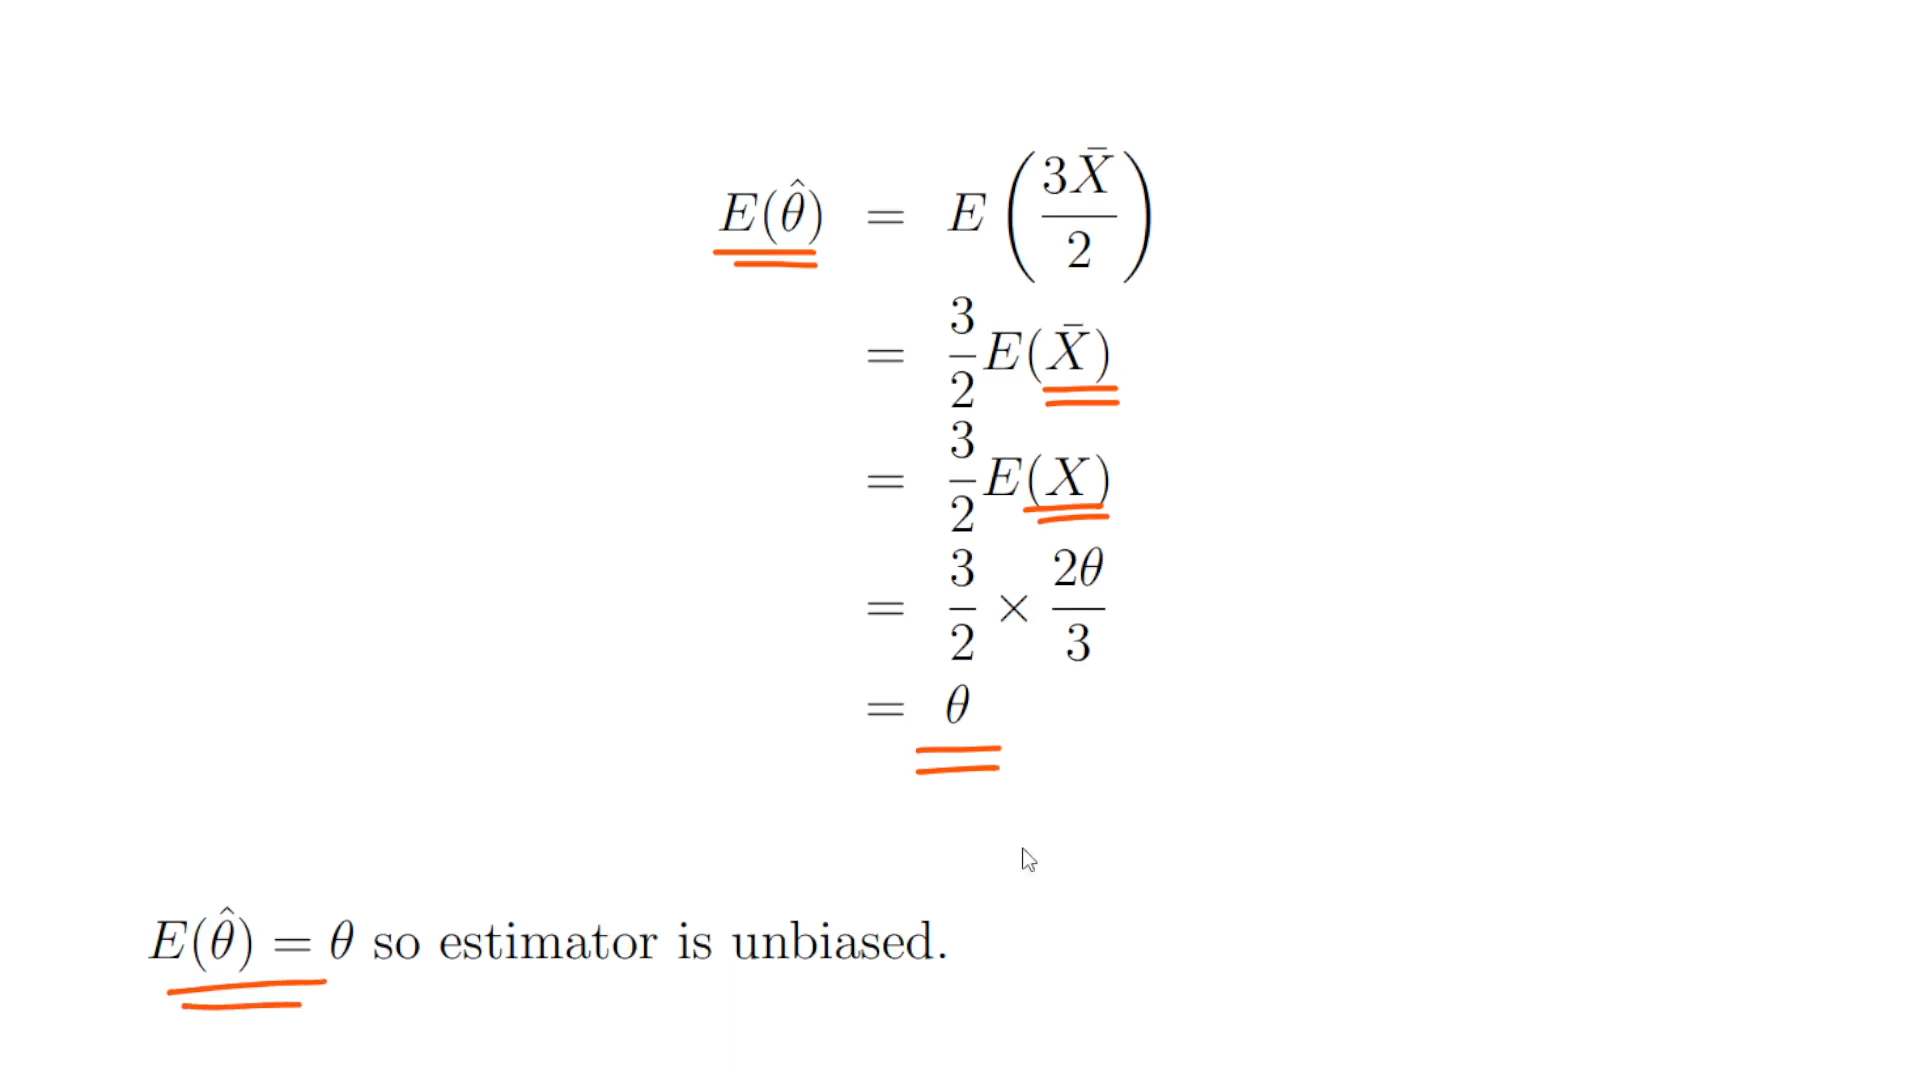 E(θ̂) = E(3X̄/2)
= 3/2 E(X̄)
= 3/2 E(X)
= 3/2 × 2θ/3
= θ
E(θ̂) = θ so estimator is unbiased.